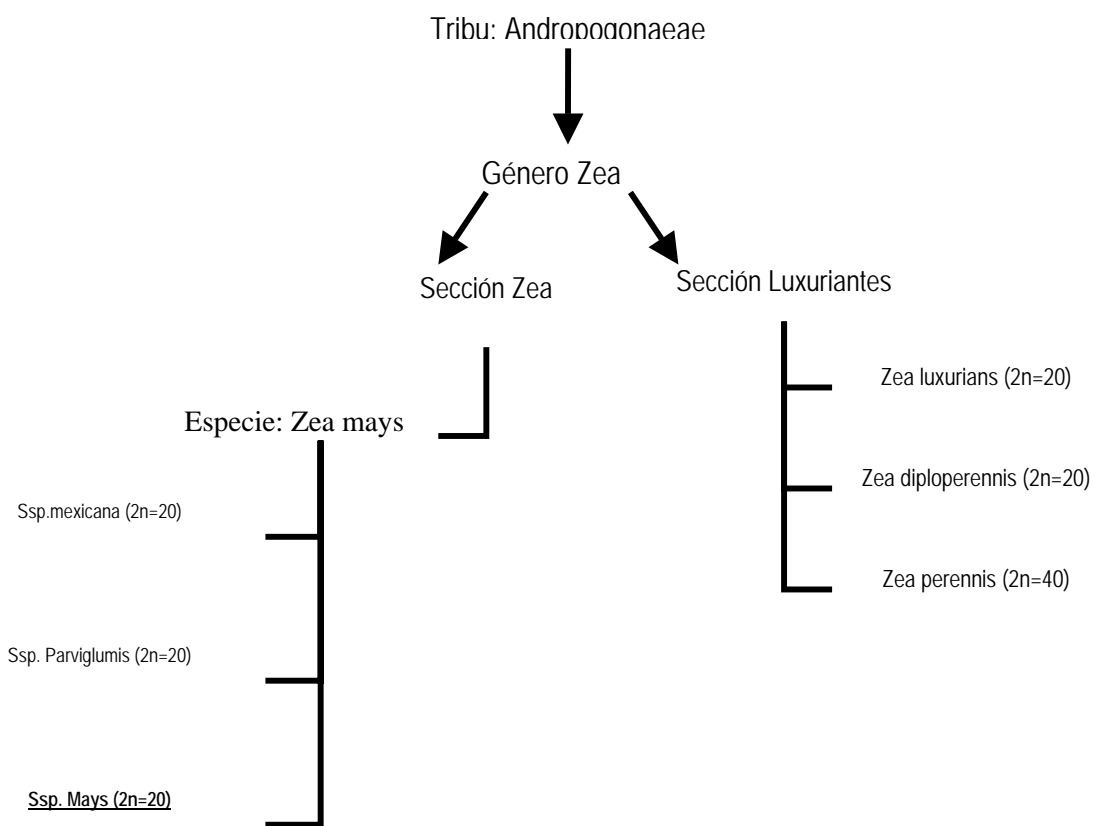 Tribu: Andropogonaeae
Género Zea
Sección Zea
Sección Luxuriantes
Zea luxurians (2n=20)
Especie: Zea mays
Zea diploperennis (2n=20)
Ssp.mexicana (2n=20)
Zea perennis (2n=40)
Ssp. Parviglumis (2n=20)
Ssp. Mays (2n=20)